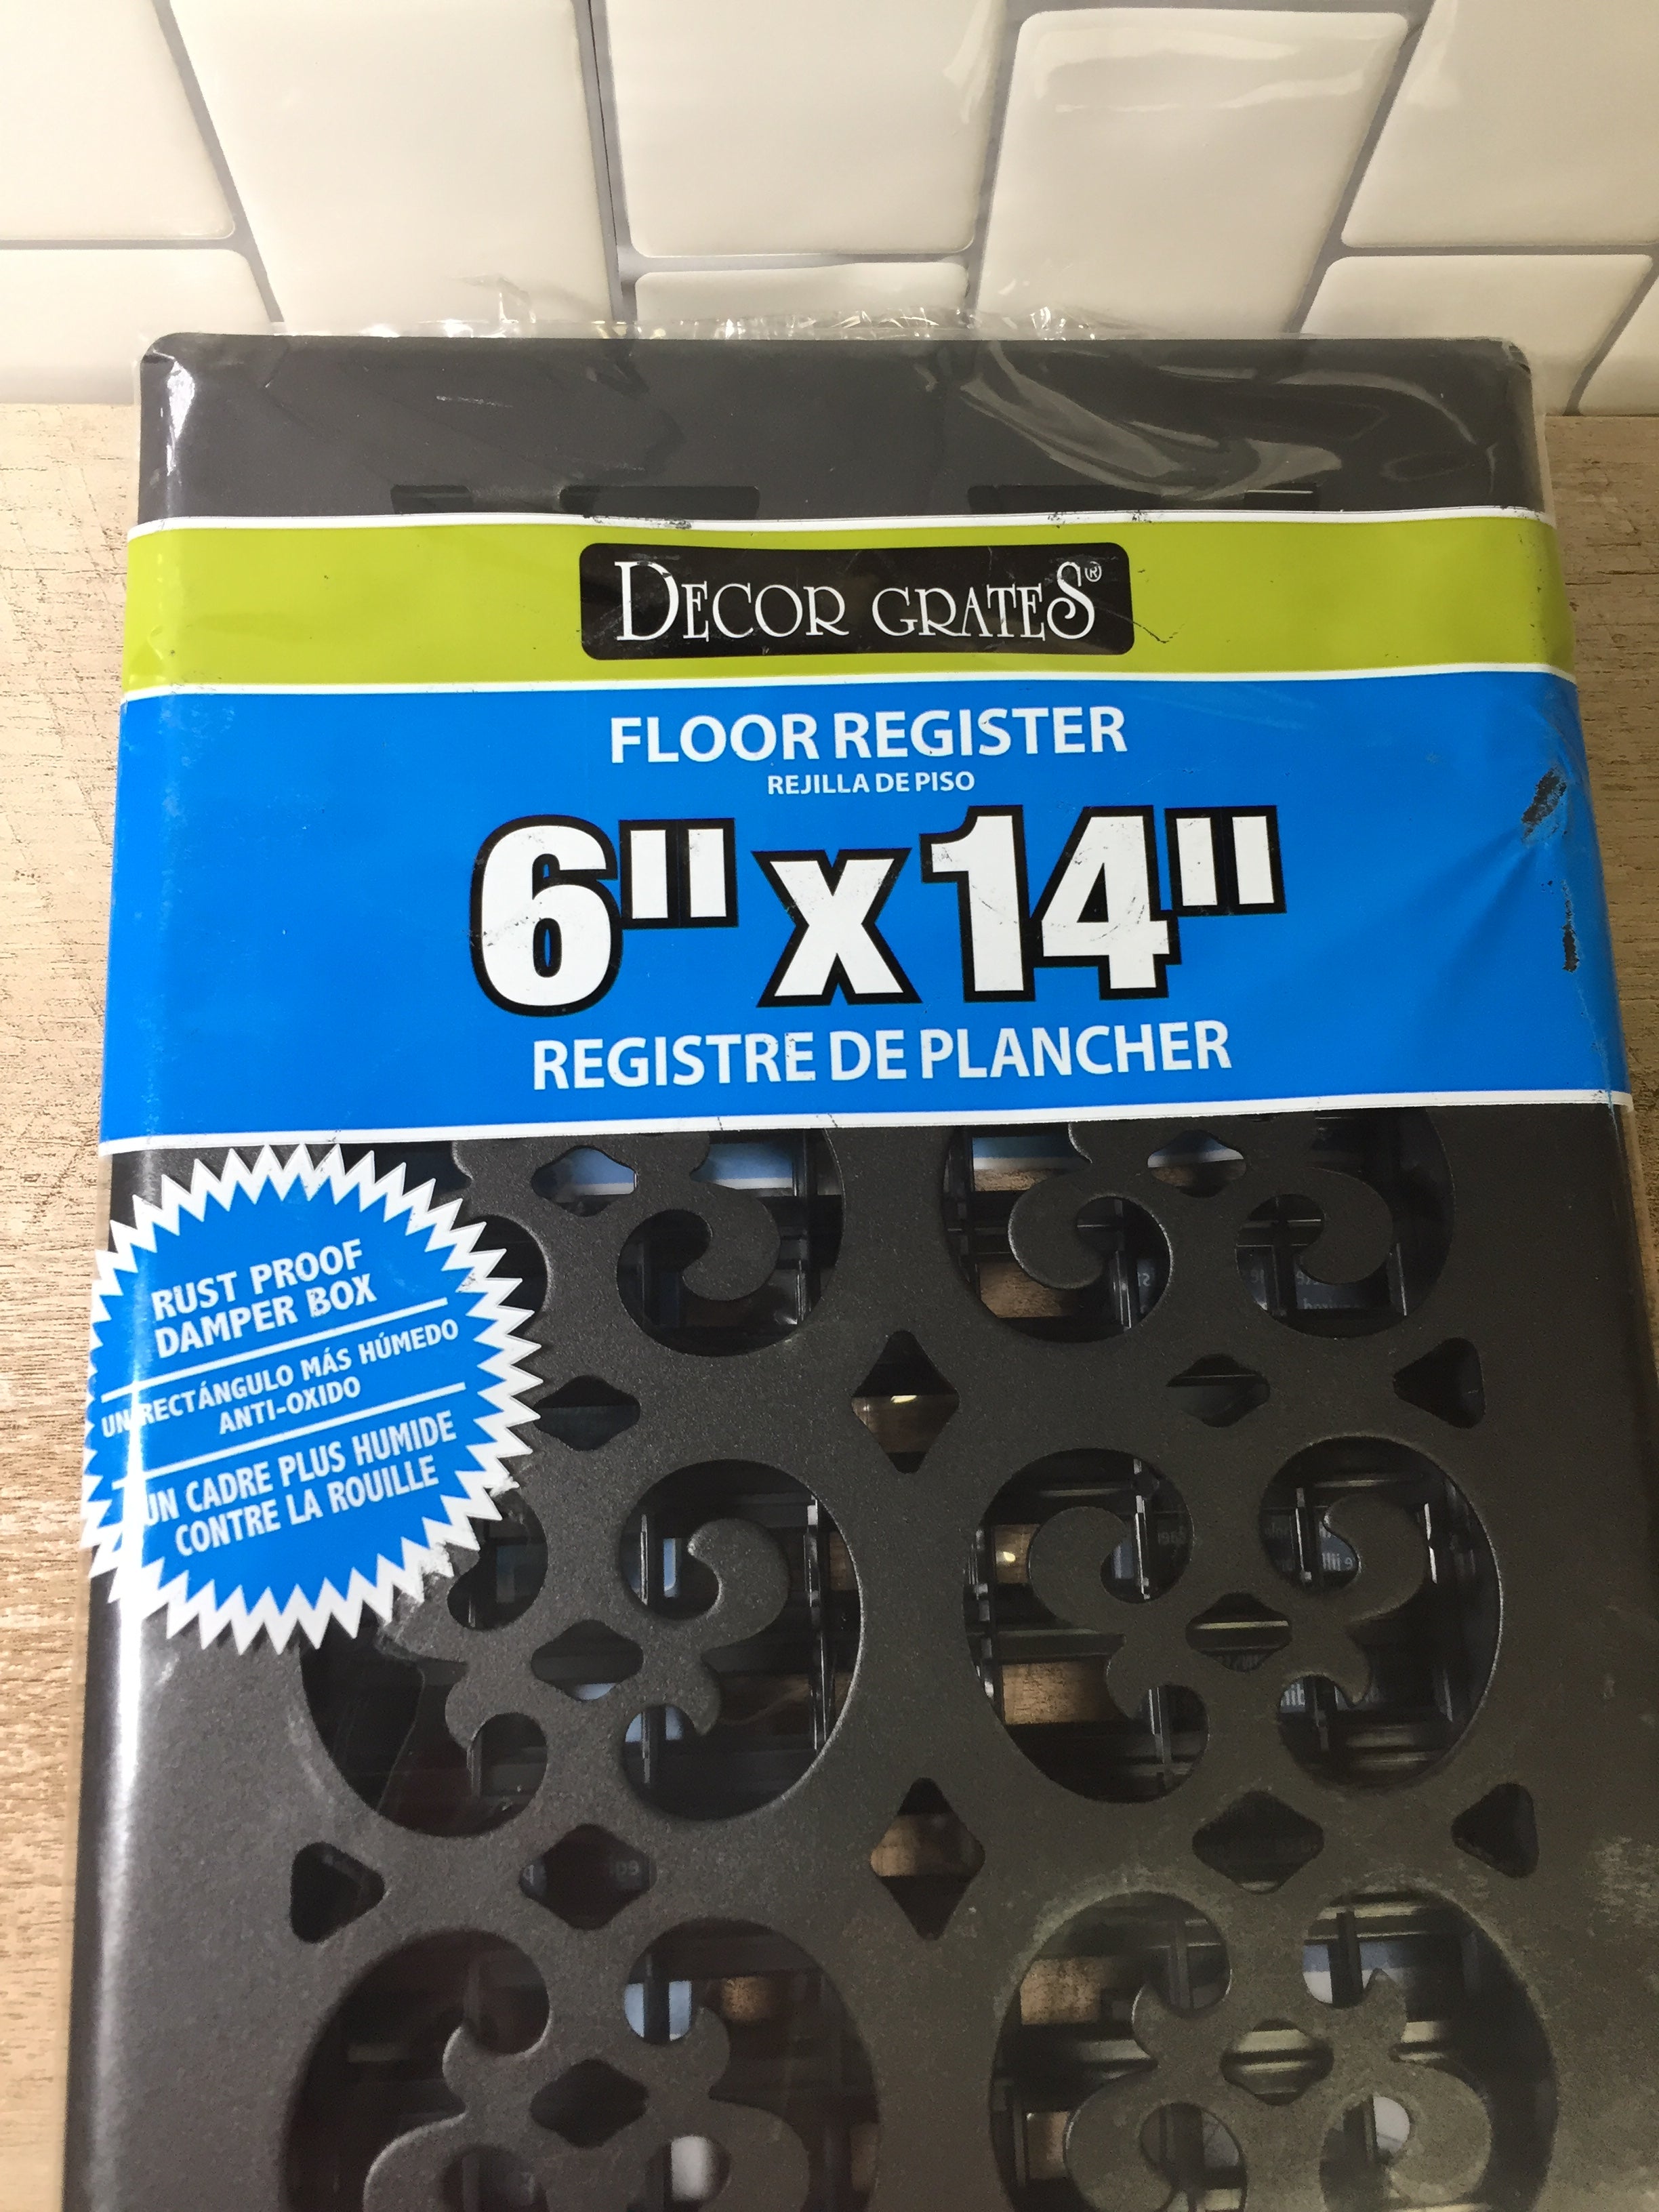 DECOR GRATES®
FLOOR REGISTER
REJILLA DE PISO
6" x 14"
REGISTRE DE PLANCHER
RUST PROOF
DAMPER BOX
UN RECTÁNGULO MÁS HÚMEDO
ANTI-OXIDO
UN CADRE PLUS HUMIDE
CONTRE LA ROUILLE